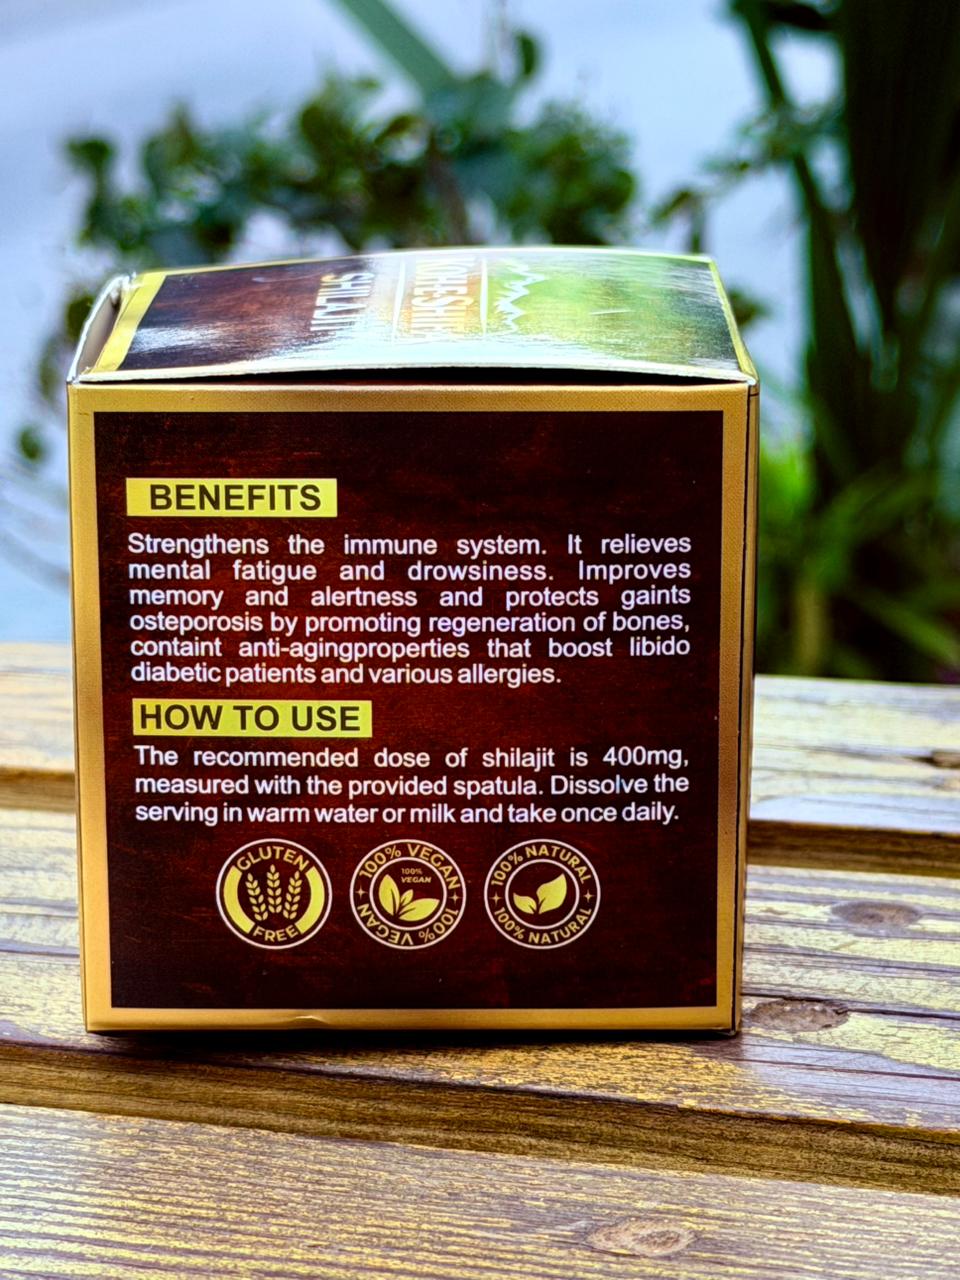 SHILAJIT
BENEFITS
Strengthens the immune system. It relieves
mental fatigue and drowsiness. Improves
memory and alertness and protects gaints
osteporosis by promoting regeneration of bones,
containt anti-agingproperties that boost libido
diabetic patients and various allergies.
HOW TO USE
The recommended dose of shilajit is 400mg,
measured with the provided spatula. Dissolve the
serving in warm water or milk and take once daily.
GLUTEN
FREE
100% VEGAN
100%
VEGAN
100% VEGAN
100% NATURAL
100% NATURAL